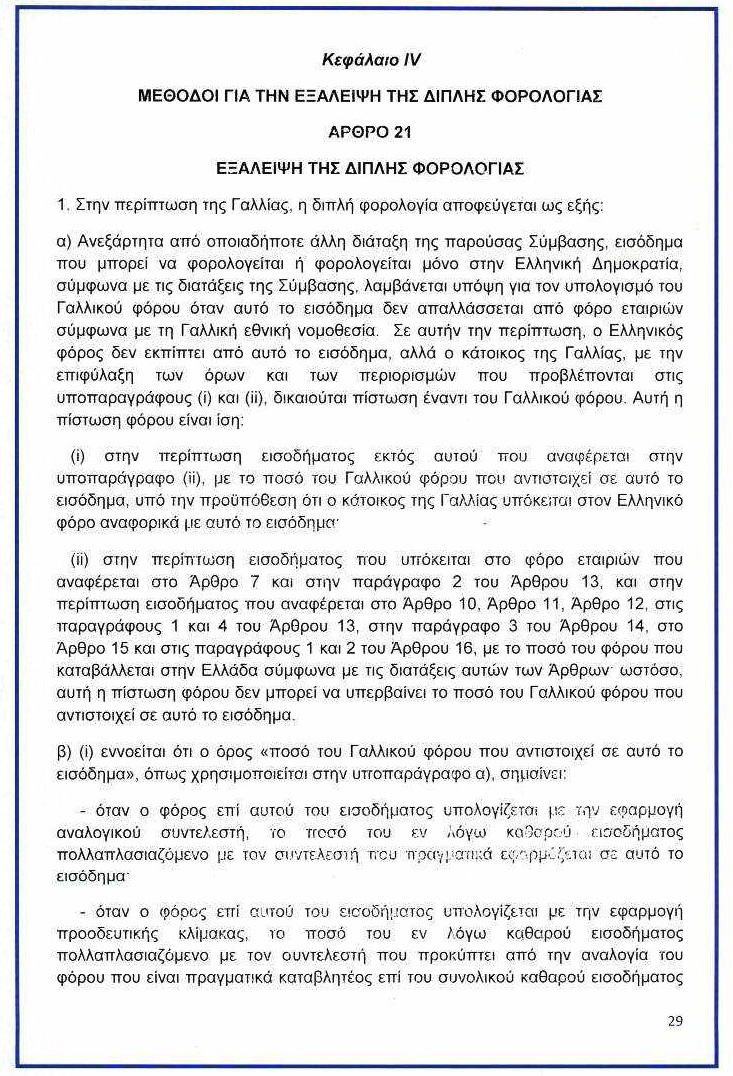 Κεφάλαιο IV
ΜΕΘΟΔΟΙ ΓΙΑ ΤΗΝ ΕΞΑΛΕΙΨΗ ΤΗΣ ΔΙΠΛΗΣ ΦΟΡΟΛΟΓΙΑΣ
ΑΡΘΡΟ 21
ΕΞΑΛΕΙΨΗ ΤΗΣ ΔΙΠΛΗΣ ΦΟΡΟΛΟΓΙΑΣ
1. Στην περίπτωση της Γαλλίας, η διπλή φορολογία αποφεύγεται ως εξής:
α) Ανεξάρτητα από οποιαδήποτε άλλη διάταξη της παρούσας Σύμβασης, εισόδημα
που μπορεί να φορολογείται ή φορολογείται μόνο στην Ελληνική Δημοκρατία,
σύμφωνα με τις διατάξεις της Σύμβασης, λαμβάνεται υπόψη για τον υπολογισμό του
Γαλλικού φόρου όταν αυτό το εισόδημα δεν απαλλάσσεται από φόρο εταιριών
σύμφωνα με τη Γαλλική εθνική νομοθεσία. Σε αυτήν την περίπτωση, ο Ελληνικός
φόρος δεν εκπίπτει από αυτό το εισόδημα, αλλά ο κάτοικος της Γαλλίας, με την
επιφύλαξη των όρων και των περιορισμών που προβλέπονται στις
υποπαραγράφους (i) και (ii), δικαιούται πίστωση έναντι του Γαλλικού φόρου. Αυτή η
πίστωση φόρου είναι ίση:
(i) στην περίπτωση εισοδήματος εκτός αυτού που αναφέρεται στην
υποπαράγραφο (ii), με το ποσό του Γαλλικού φόρου που αντιστοιχεί σε αυτό το
εισόδημα, υπό την προϋπόθεση ότι ο κάτοικος της Γαλλίας υπόκειται στον Ελληνικό
φόρο αναφορικά με αυτό το εισόδημα·
(ii) στην περίπτωση εισοδήματος που υπόκειται στο φόρο εταιριών που
αναφέρεται στο Άρθρο 7 και στην παράγραφο 2 του Άρθρου 13, και στην
περίπτωση εισοδήματος που αναφέρεται στο Άρθρο 10, Άρθρο 11, Άρθρο 12, στις
παραγράφους 1 και 4 του Άρθρου 13, στην παράγραφο 3 του Άρθρου 14, στο
Άρθρο 15 και στις παραγράφους 1 και 2 του Άρθρου 16, με το ποσό του φόρου που
καταβάλλεται στην Ελλάδα σύμφωνα με τις διατάξεις αυτών των Άρθρων· ωστόσο,
αυτή η πίστωση φόρου δεν μπορεί να υπερβαίνει το ποσό του Γαλλικού φόρου που
αντιστοιχεί σε αυτό το εισόδημα.
β) (i) εννοείται ότι ο όρος «ποσό του Γαλλικού φόρου που αντιστοιχεί σε αυτό το
εισόδημα», όπως χρησιμοποιείται στην υποπαράγραφο α), σημαίνει:
- όταν ο φόρος επί αυτού του εισοδήματος υπολογίζεται με την εφαρμογή
αναλογικού συντελεστή, το ποσό του εν λόγω καθαρού εισοδήματος
πολλαπλασιαζόμενο με τον συντελεστή που πραγματικά εφαρμόζεται σε αυτό το
εισόδημα·
- όταν ο φόρος επί αυτού του εισοδήματος υπολογίζεται με την εφαρμογή
προοδευτικής κλίμακας, το ποσό του εν λόγω καθαρού εισοδήματος
πολλαπλασιαζόμενο με τον συντελεστή που προκύπτει από την αναλογία του
φόρου που είναι πραγματικά καταβλητέος επί του συνολικού καθαρού εισοδήματος
29